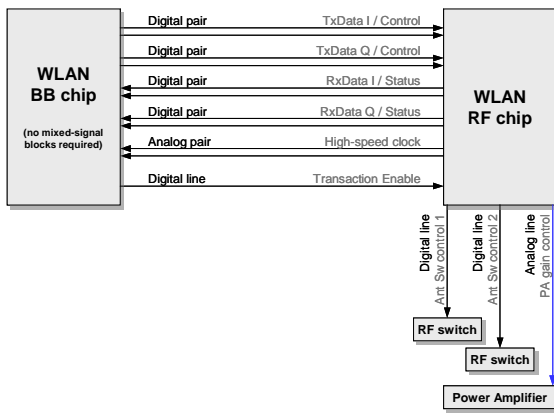 WLAN
BB chip
(no mixed-signal
blocks required)
Digital pair TxData I / Control
Digital pair TxData Q / Control
Digital pair RxData I / Status
Digital pair RxData Q / Status
Analog pair High-speed clock
Digital line Transaction Enable
WLAN
RF chip
Digital line
Ant Sw control 1
Digital line
Ant Sw control 2
Analog line
PA gain control
RF switch
RF switch
Power Amplifier